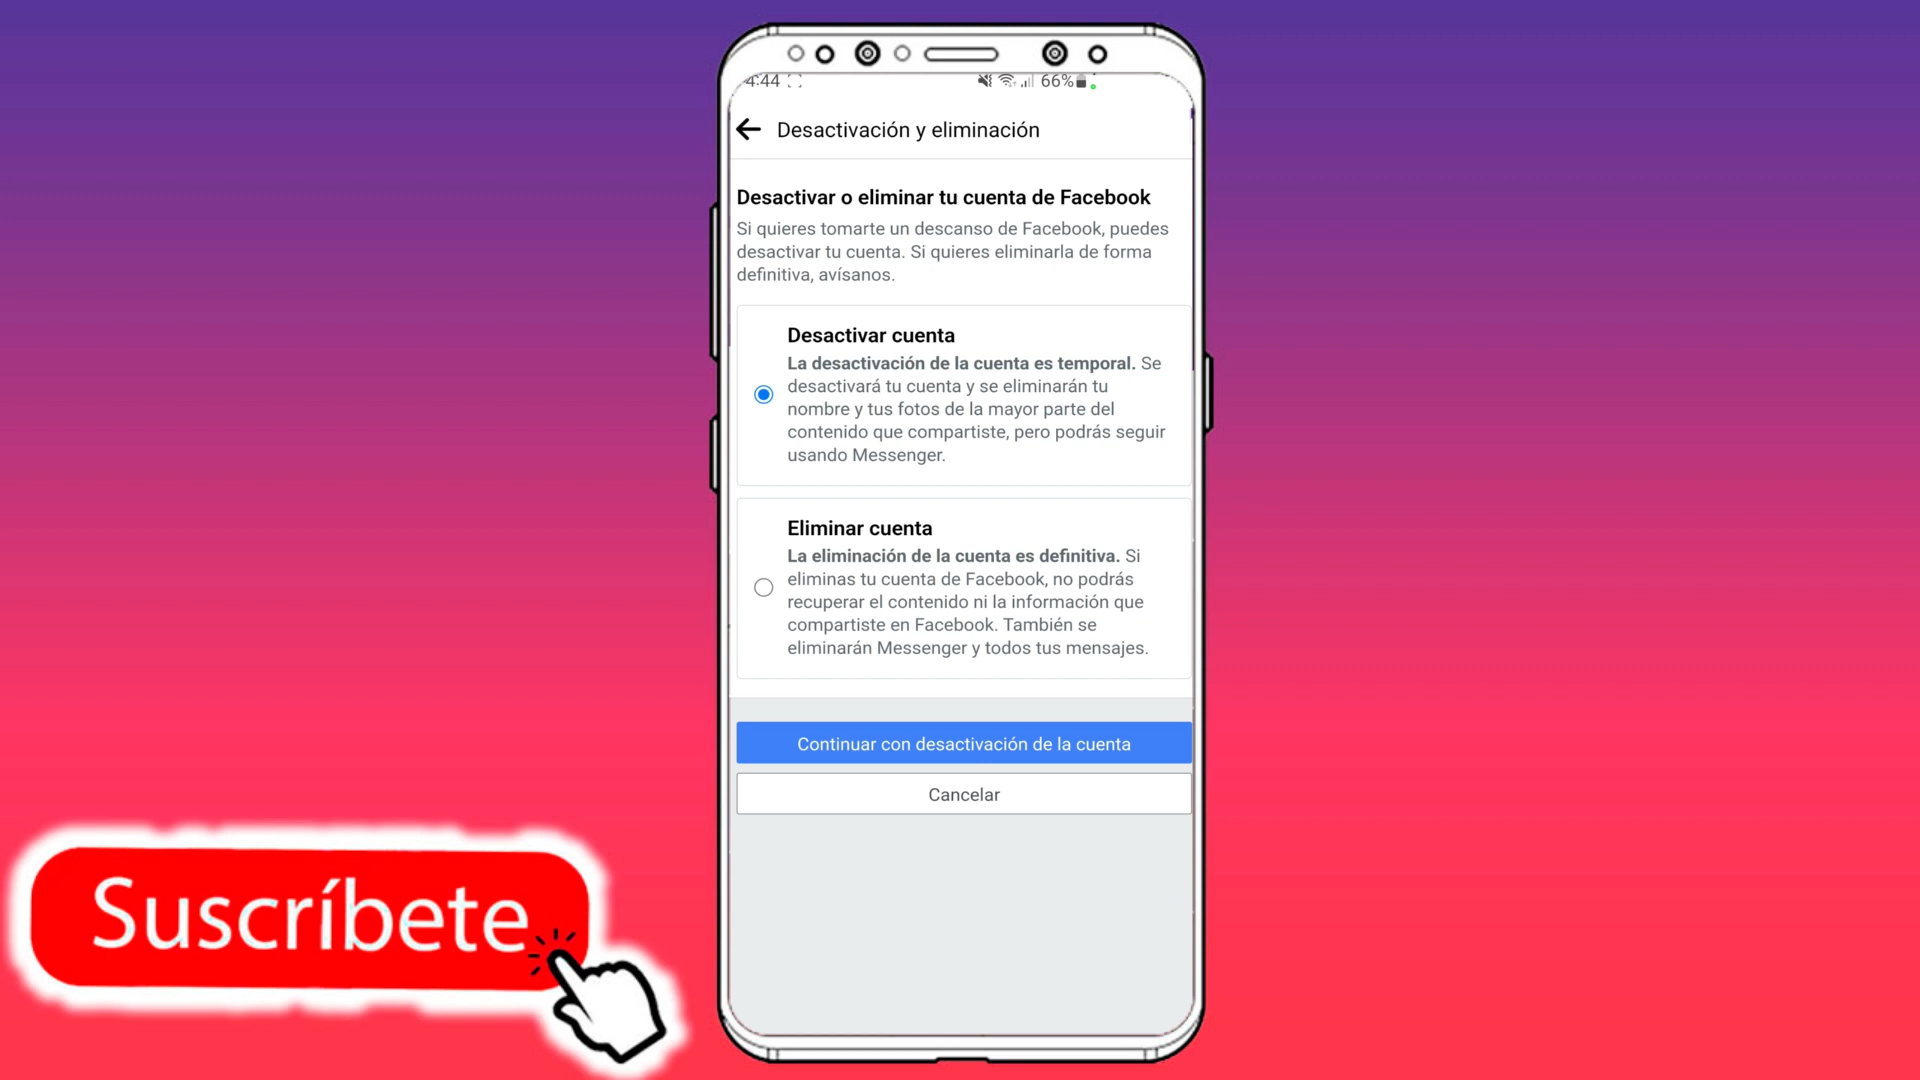 4:44
66%
Desactivación y eliminación
Desactivar o eliminar tu cuenta de Facebook
Si quieres tomarte un descanso de Facebook, puedes
desactivar tu cuenta. Si quieres eliminarla de forma
definitiva, avísanos.
Desactivar cuenta
La desactivación de la cuenta es temporal. Se
desactivará tu cuenta y se eliminarán tu
nombre y tus fotos de la mayor parte del
contenido que compartiste, pero podrás seguir
usando Messenger.
Eliminar cuenta
La eliminación de la cuenta es definitiva. Si
eliminas tu cuenta de Facebook, no podrás
recuperar el contenido ni la información que
compartiste en Facebook. También se
eliminarán Messenger y todos tus mensajes.
Continuar con desactivación de la cuenta
Cancelar
Suscríbete